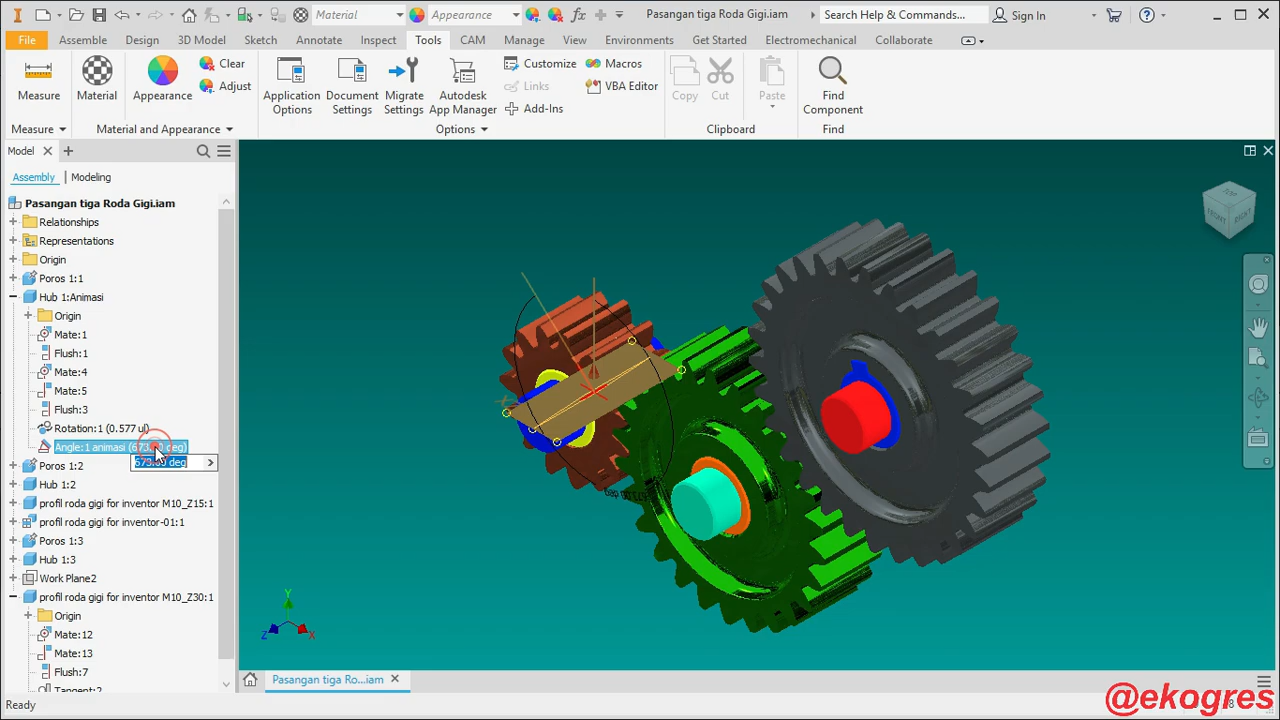 Material
Appearance
Pasangan tiga Roda Gigi.iam
Search Help & Commands...
Sign In
File
Assemble
Design
3D Model
Sketch
Annotate
Inspect
Tools
CAM
Manage
View
Environments
Get Started
Electromechanical
Collaborate
Measure
Material
Appearance
Clear
Adjust
Application Options
Document Settings
Migrate Settings
Autodesk App Manager
Customize
Links
Add-Ins
Macros
VBA Editor
Copy
Cut
Paste
Find Component
Measure
Material and Appearance
Options
Clipboard
Find
Model
Assembly
Modeling
Pasangan tiga Roda Gigi.iam
Relationships
Representations
Origin
Poros 1:1
Hub 1:Animasi
Origin
Mate:1
Flush:1
Mate:4
Mate:5
Flush:3
Rotation:1 (0.577 ul)
Angle:1 animasi
deg)
Poros 1:2
Hub 1:2
profil roda gigi for inventor M10_Z15:1
profil roda gigi for inventor-01:1
Poros 1:3
Hub 1:3
Work Plane2
profil roda gigi for inventor M10_Z30:1
Origin
Mate:12
Mate:13
Flush:7
Tangent:2
TOP
FRONT
RIGHT
Y
Z
X
Pasangan tiga Ro...iam
Ready
@ekogres